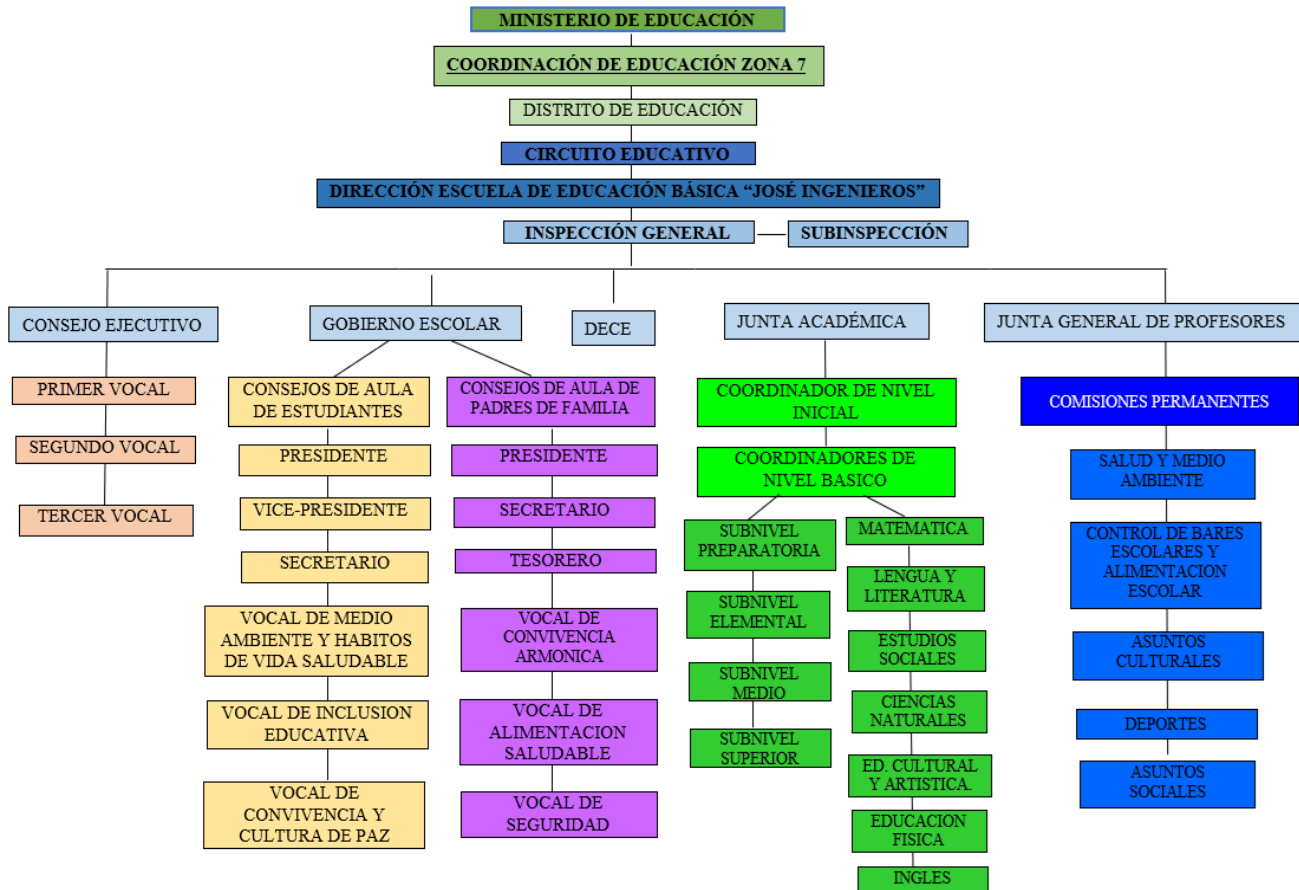 MINISTERIO DE EDUCACIÓN
COORDINACIÓN DE EDUCACIÓN ZONA 7
DISTRITO DE EDUCACIÓN
CIRCUITO EDUCATIVO
DIRECCIÓN ESCUELA DE EDUCACIÓN BÁSICA “JOSÉ INGENIEROS”
INSPECCIÓN GENERAL
SUBINSPECCIÓN
CONSEJO EJECUTIVO
PRIMER VOCAL
SEGUNDO VOCAL
TERCER VOCAL
GOBIERNO ESCOLAR
CONSEJOS DE AULA
DE ESTUDIANTES
PRESIDENTE
VICE-PRESIDENTE
SECRETARIO
VOCAL DE MEDIO
AMBIENTE Y HABITOS
DE VIDA SALUDABLE
VOCAL DE INCLUSION
EDUCATIVA
VOCAL DE
CONVIVENCIA Y
CULTURA DE PAZ
CONSEJOS DE AULA DE
PADRES DE FAMILIA
PRESIDENTE
SECRETARIO
TESORERO
VOCAL DE
CONVIVENCIA
ARMONICA
VOCAL DE
ALIMENTACION
SALUDABLE
VOCAL DE
SEGURIDAD
DECE
JUNTA ACADÉMICA
COORDINADOR DE NIVEL
INICIAL
COORDINADORES DE
NIVEL BASICO
SUBNIVEL
PREPARATORIA
SUBNIVEL
ELEMENTAL
SUBNIVEL
MEDIO
SUBNIVEL
SUPERIOR
MATEMATICA
LENGUA Y
LITERATURA
ESTUDIOS
SOCIALES
CIENCIAS
NATURALES
ED. CULTURAL
Y ARTISTICA.
EDUCACION
FISICA
INGLES
JUNTA GENERAL DE PROFESORES
COMISIONES PERMANENTES
SALUD Y MEDIO
AMBIENTE
CONTROL DE BARES
ESCOLARES Y
ALIMENTACION
ESCOLAR
ASUNTOS
CULTURALES
DEPORTES
ASUNTOS
SOCIALES